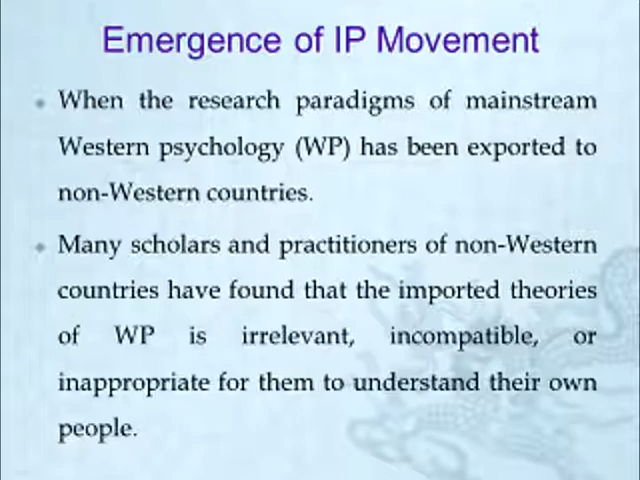 Emergence of IP Movement
When the research paradigms of mainstream
Western psychology (WP) has been exported to
non-Western countries.
Many scholars and practitioners of non-Western
countries have found that the imported theories
of WP is irrelevant, incompatible, or
inappropriate for them to understand their own
people.